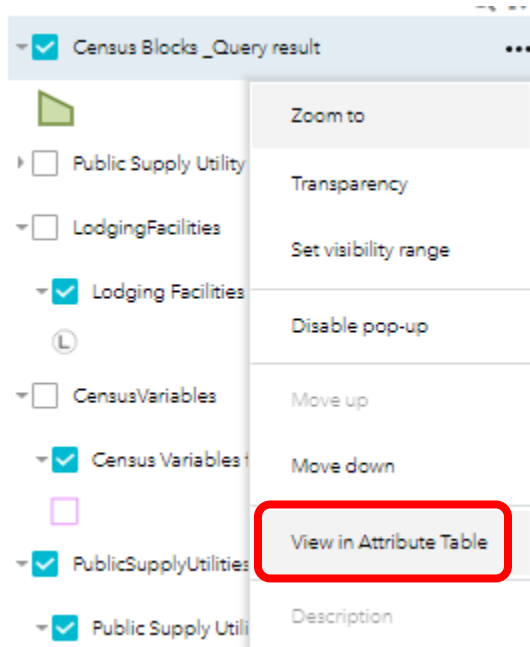 Census Blocks _Query result
Zoom to
Public Supply Utility
Transparency
LodgingFacilities
Set visibility range
Lodging Facilities
Disable pop-up
L
CensusVariables
Move up
Census Variables
Move down
View in Attribute Table
PublicSupplyUtilities
Description
Public Supply Utili